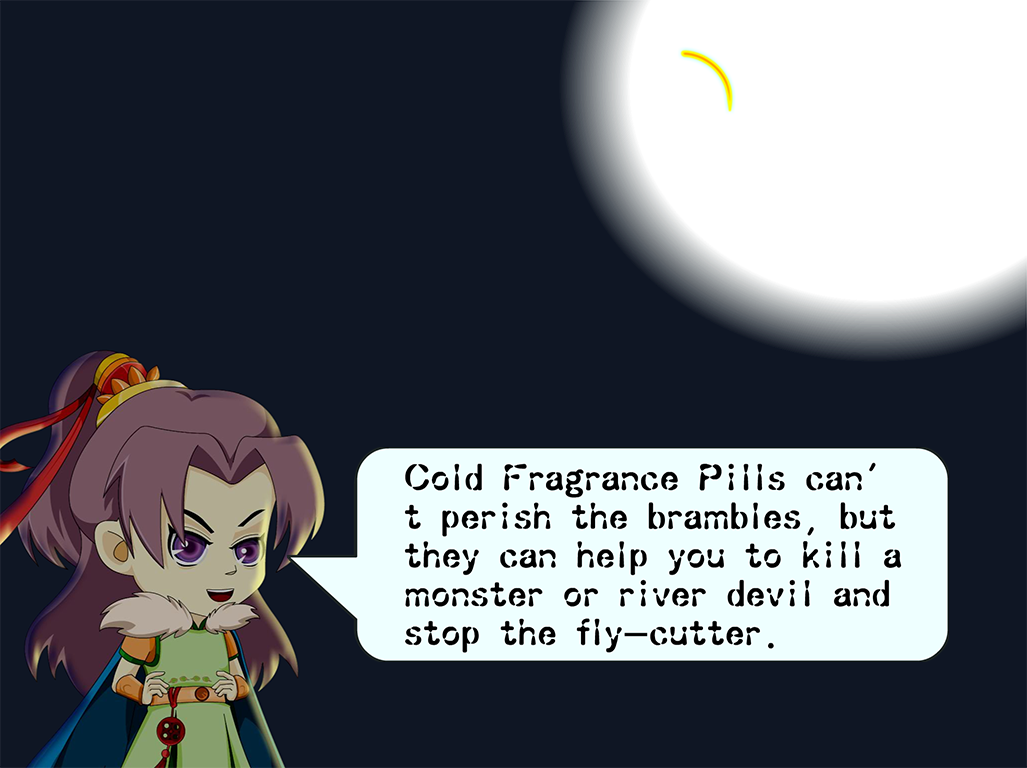 Cold Fragrance Pills can'
t perish the brambles, but
they can help you to kill a
monster or river devil and
stop the fly-cutter.